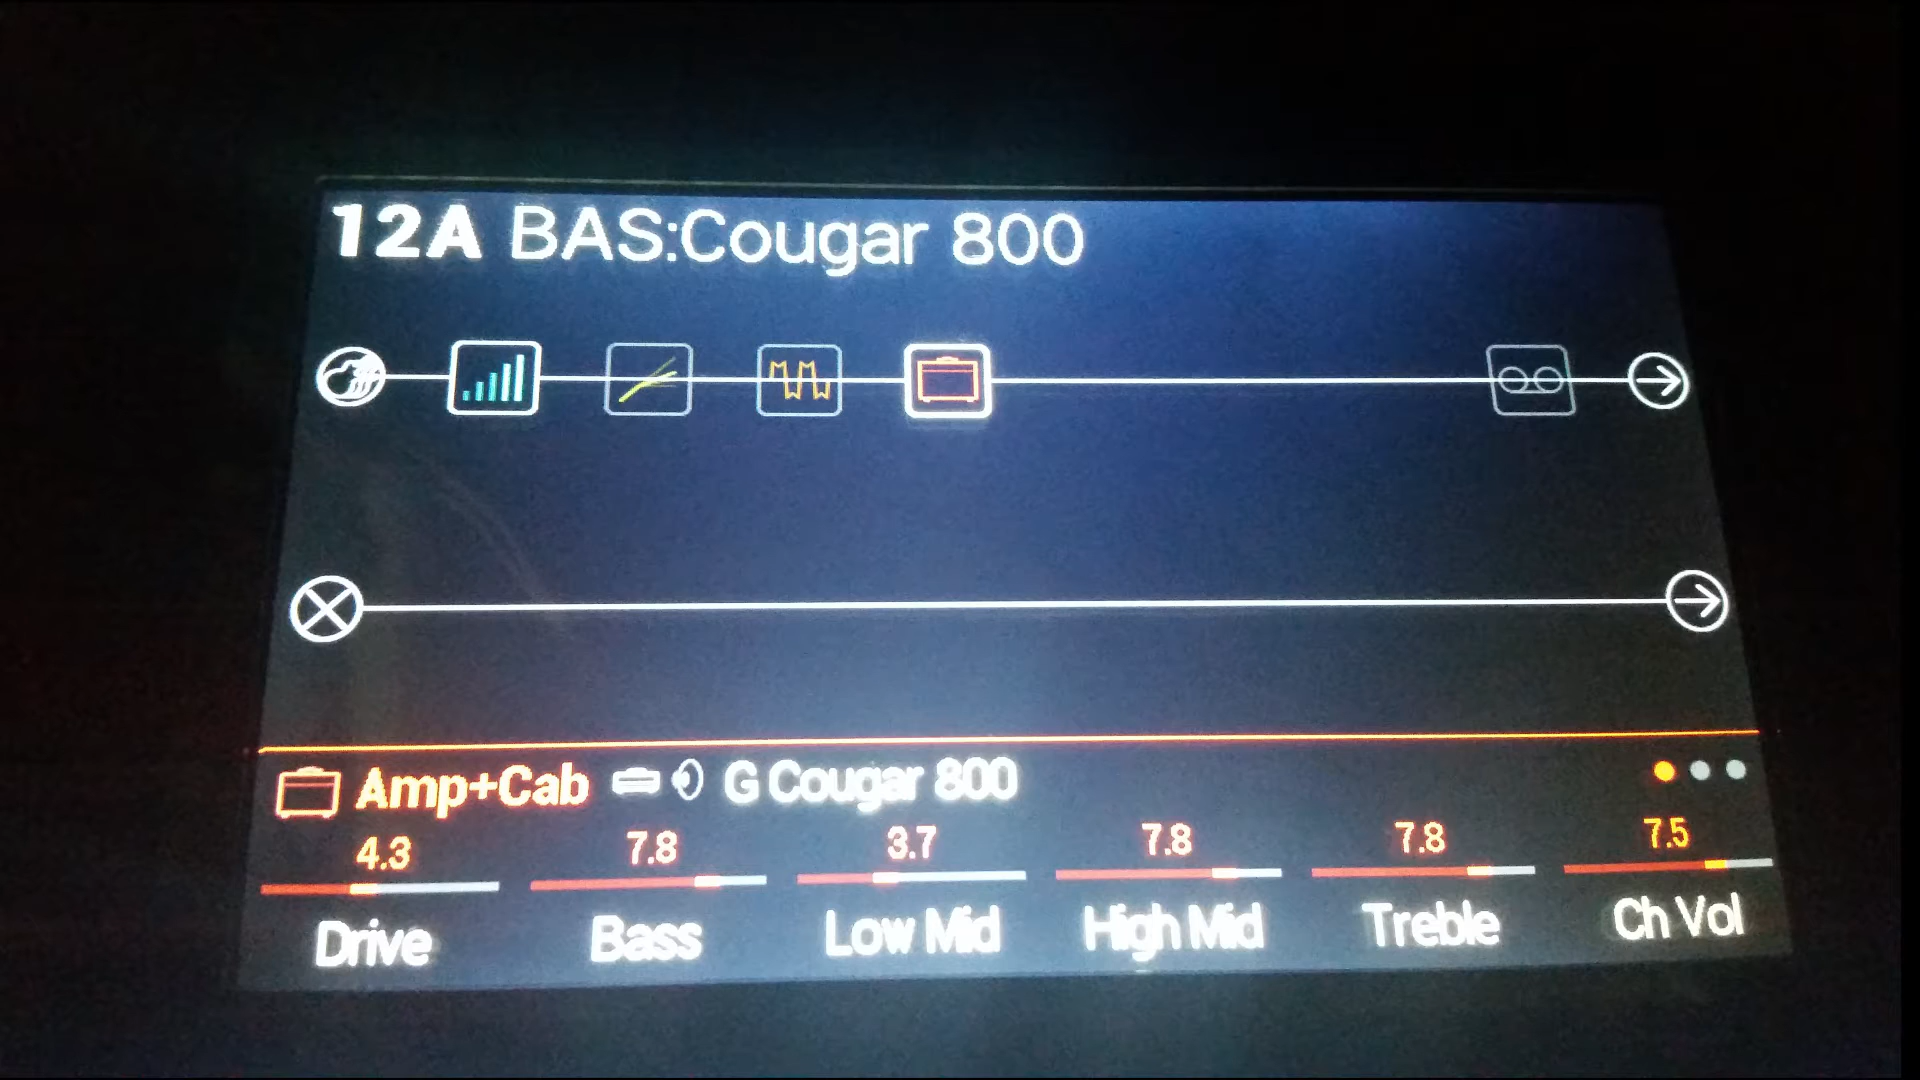 12A BAS:Cougar 800
Amp+Cab G Cougar 800
4.3 7.8 3.7 7.8 7.8 7.5
Drive Bass Low Mid High Mid Treble Ch Vol